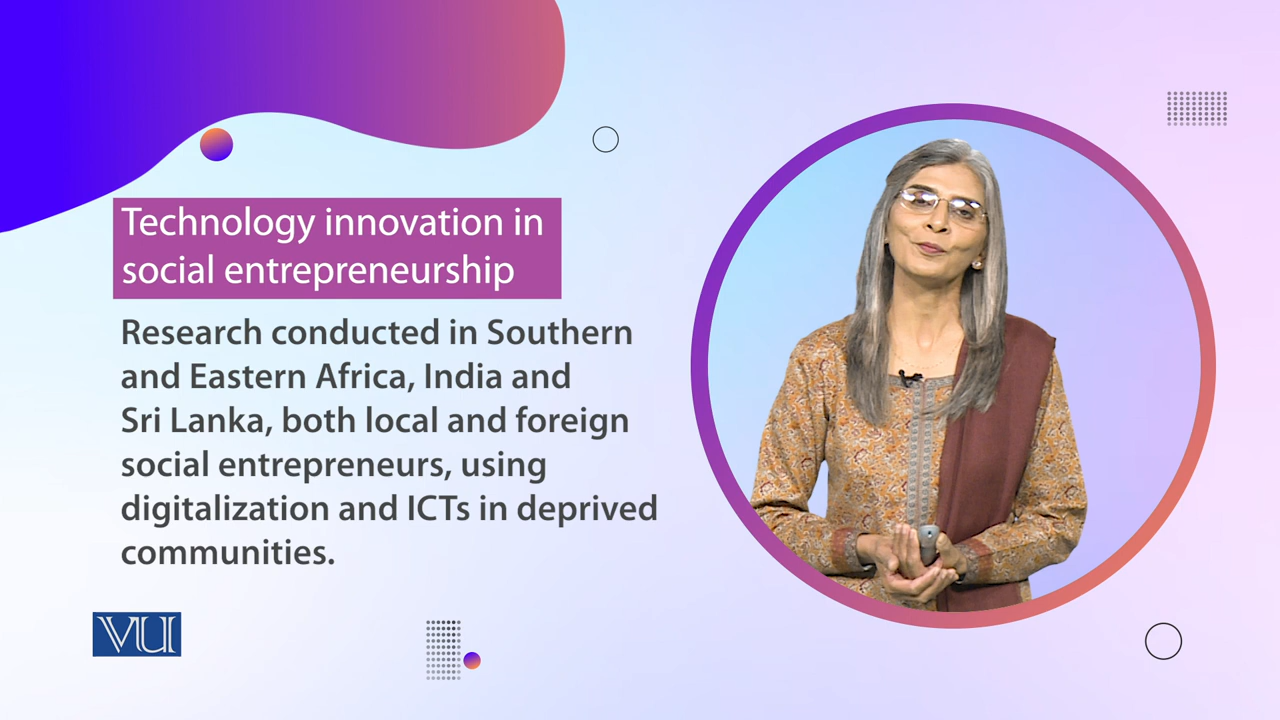 Technology innovation in
social entrepreneurship
Research conducted in Southern
and Eastern Africa, India and
Sri Lanka, both local and foreign
social entrepreneurs, using
digitalization and ICTs in deprived
communities.
VU